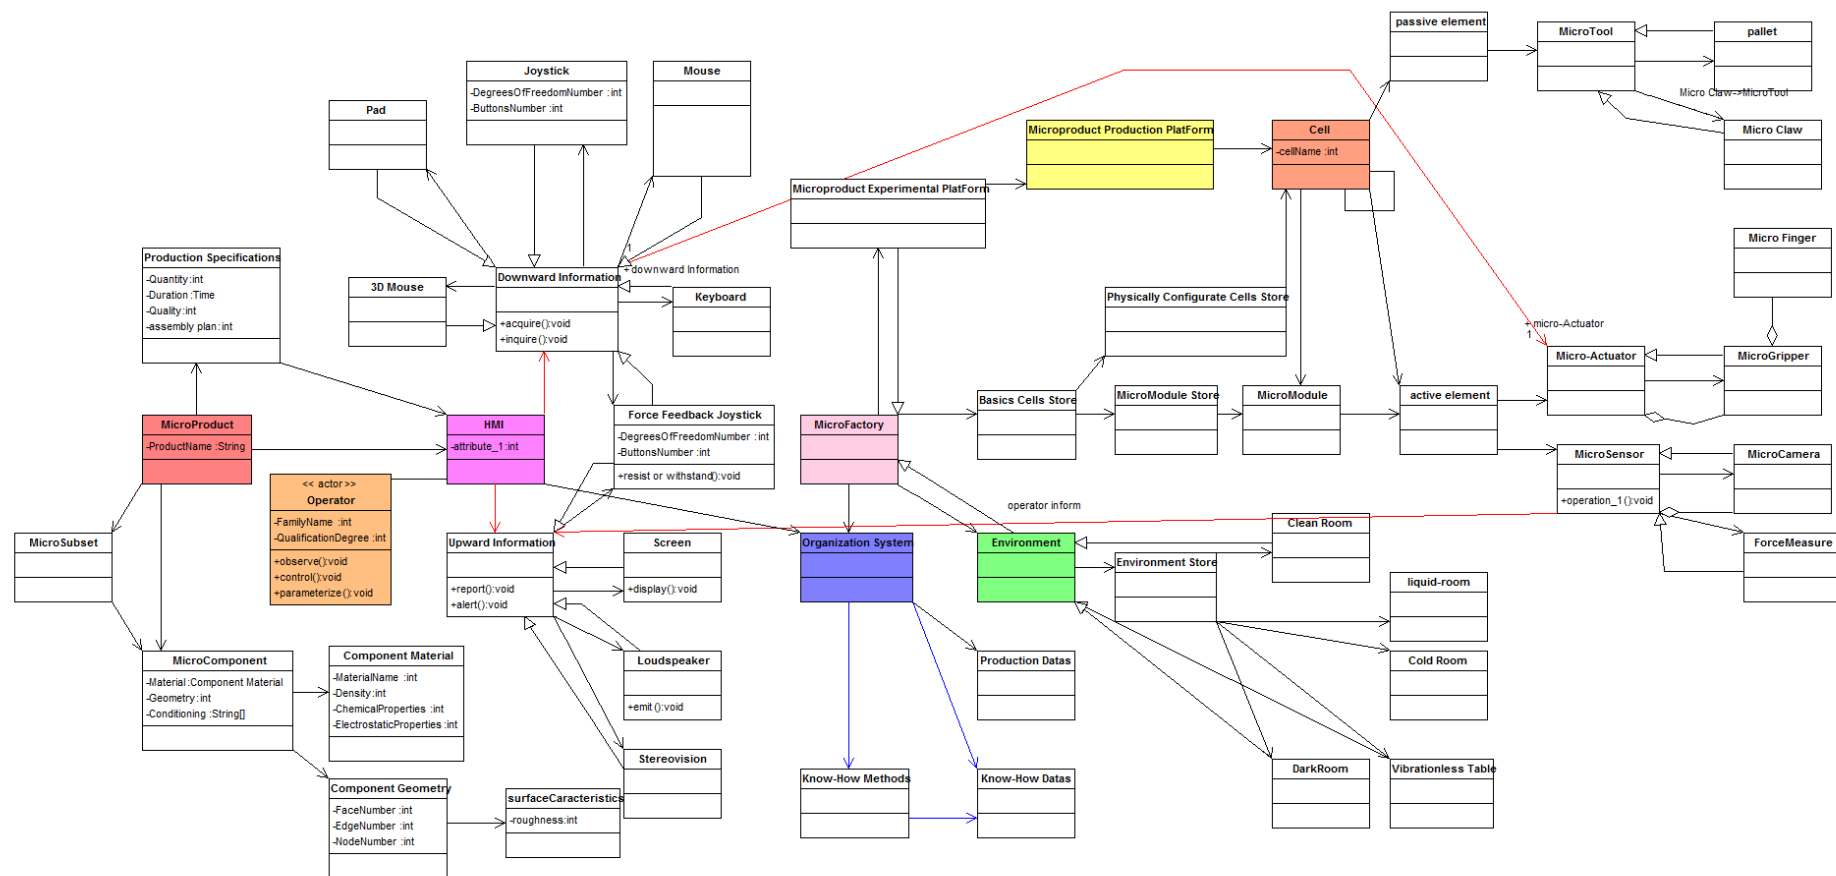 passive element
MicroTool
pallet
Micro Claw-->MicroTool
Micro Claw
Joystick
-DegreesOfFreedomNumber :int
-ButtonsNumber :int
Mouse
Pad
Microproduct Production PlatForm
Cell
-cellName :int
Microproduct Experimental PlatForm
Production Specifications
-Quantity:int
-Duration :Time
-Quality:int
-assembly plan:int
3D Mouse
1
+ downward Information
Downward Information
+acquire():void
+inquire():void
Keyboard
Physically Configurate Cells Store
Micro Finger
+ micro-Actuator
1
Micro-Actuator
MicroGripper
MicroProduct
-ProductName :String
HMI
-attribute_1:int
Force Feedback Joystick
-DegreesOfFreedomNumber :int
-ButtonsNumber :int
+resist or withstand():void
MicroFactory
Basics Cells Store
MicroModule Store
MicroModule
active element
MicroSensor
+operation_1():void
MicroCamera
<< actor >>
Operator
-FamilyName :int
-QualificationDegree :int
+observe():void
+control():void
+parameterize():void
operator inform
MicroSubset
Upward Information
+report():void
+alert():void
Screen
+display():void
Organization System
Environment
Environment Store
Clean Room
ForceMeasure
liquid-room
MicroComponent
-Material:Component Material
-Geometry:int
-Conditioning :String[]
Component Material
-MaterialName :int
-Density:int
-ChemicalProperties :int
-ElectrostaticProperties:int
Loudspeaker
+emit():void
Production Datas
Cold Room
Stereovision
Component Geometry
-FaceNumber :int
-EdgeNumber :int
-NodeNumber :int
surfaceCaracteristics
-roughness:int
Know-How Methods
Know-How Datas
DarkRoom
Vibrationless Table